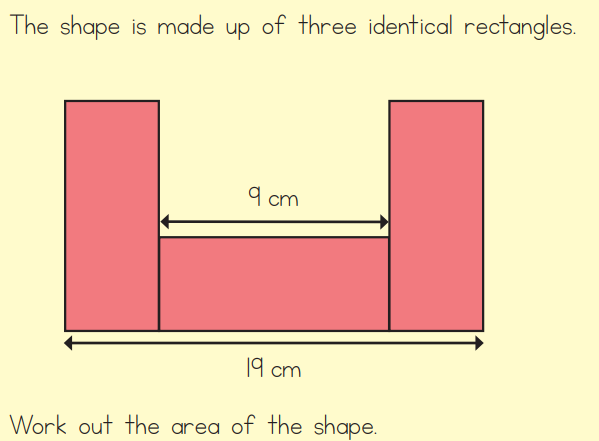 The shape is made up of three identical rectangles.
9 cm
19 cm
Work out the area of the shape.